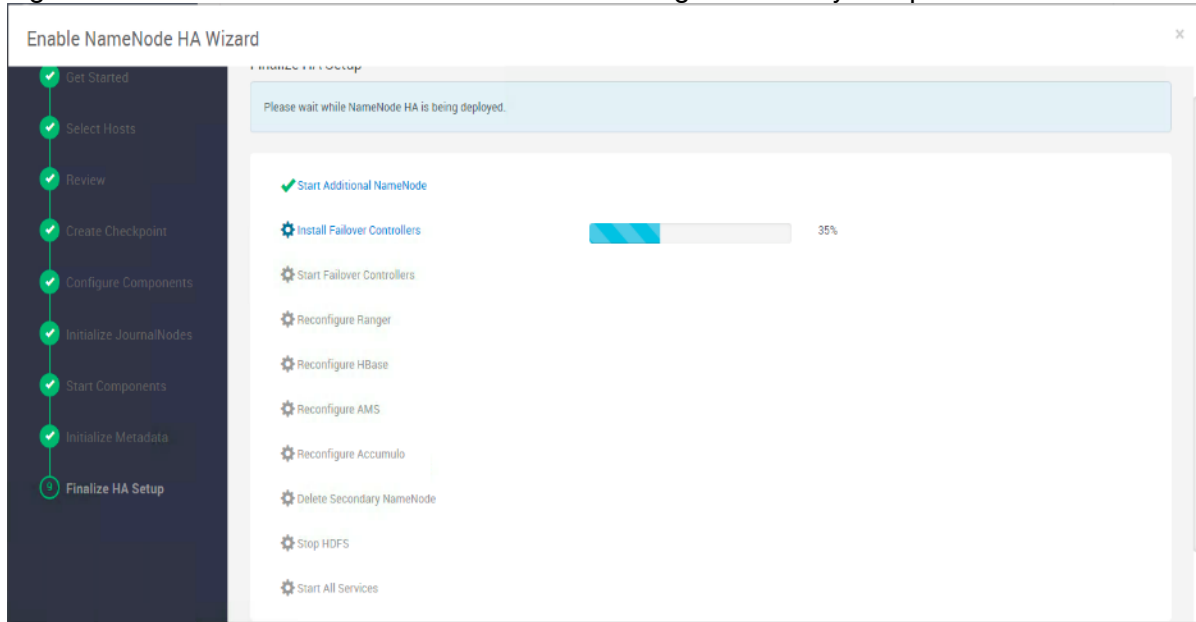 Enable NameNode HA Wizard
×
Get Started
Select Hosts
Review
Create Checkpoint
Configure Components
Initialize JournalNodes
Start Components
Initialize Metadata
9 Finalize HA Setup
Finalize HA Setup
Please wait while NameNode HA is being deployed.
Start Additional NameNode
Install Failover Controllers 35%
Start Failover Controllers
Reconfigure Ranger
Reconfigure HBase
Reconfigure AMS
Reconfigure Accumulo
Delete Secondary NameNode
Stop HDFS
Start All Services